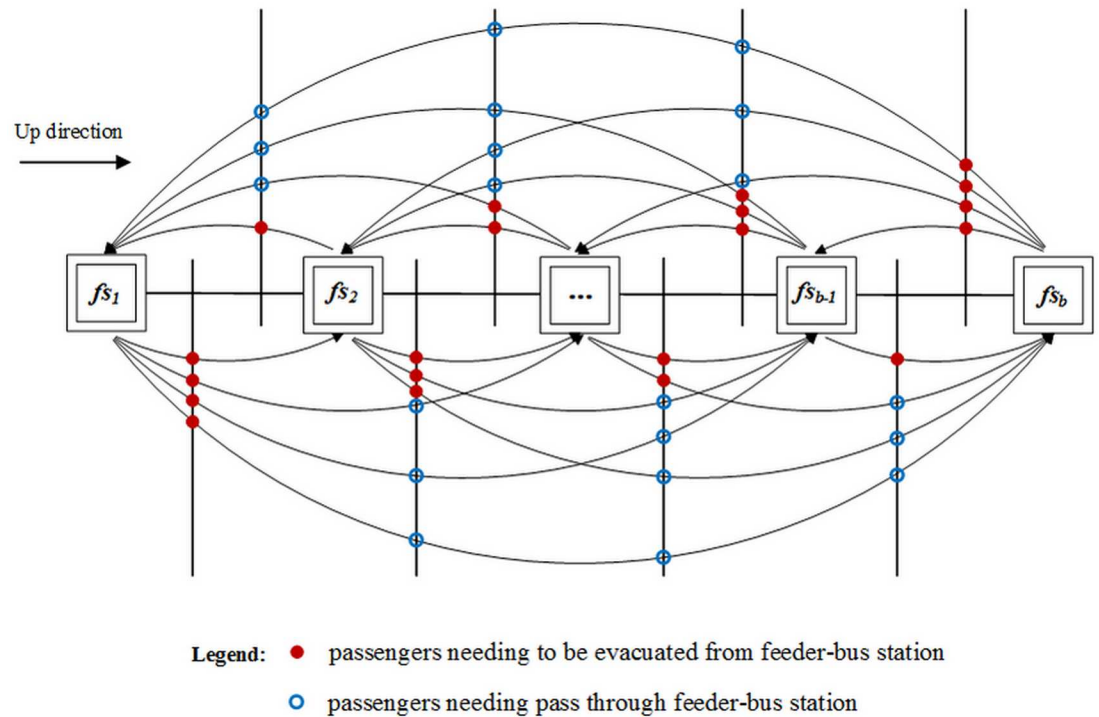 Up direction
fs1 fs2 ... fsb-1 fsb
Legend: passengers needing to be evacuated from feeder-bus station
passengers needing pass through feeder-bus station